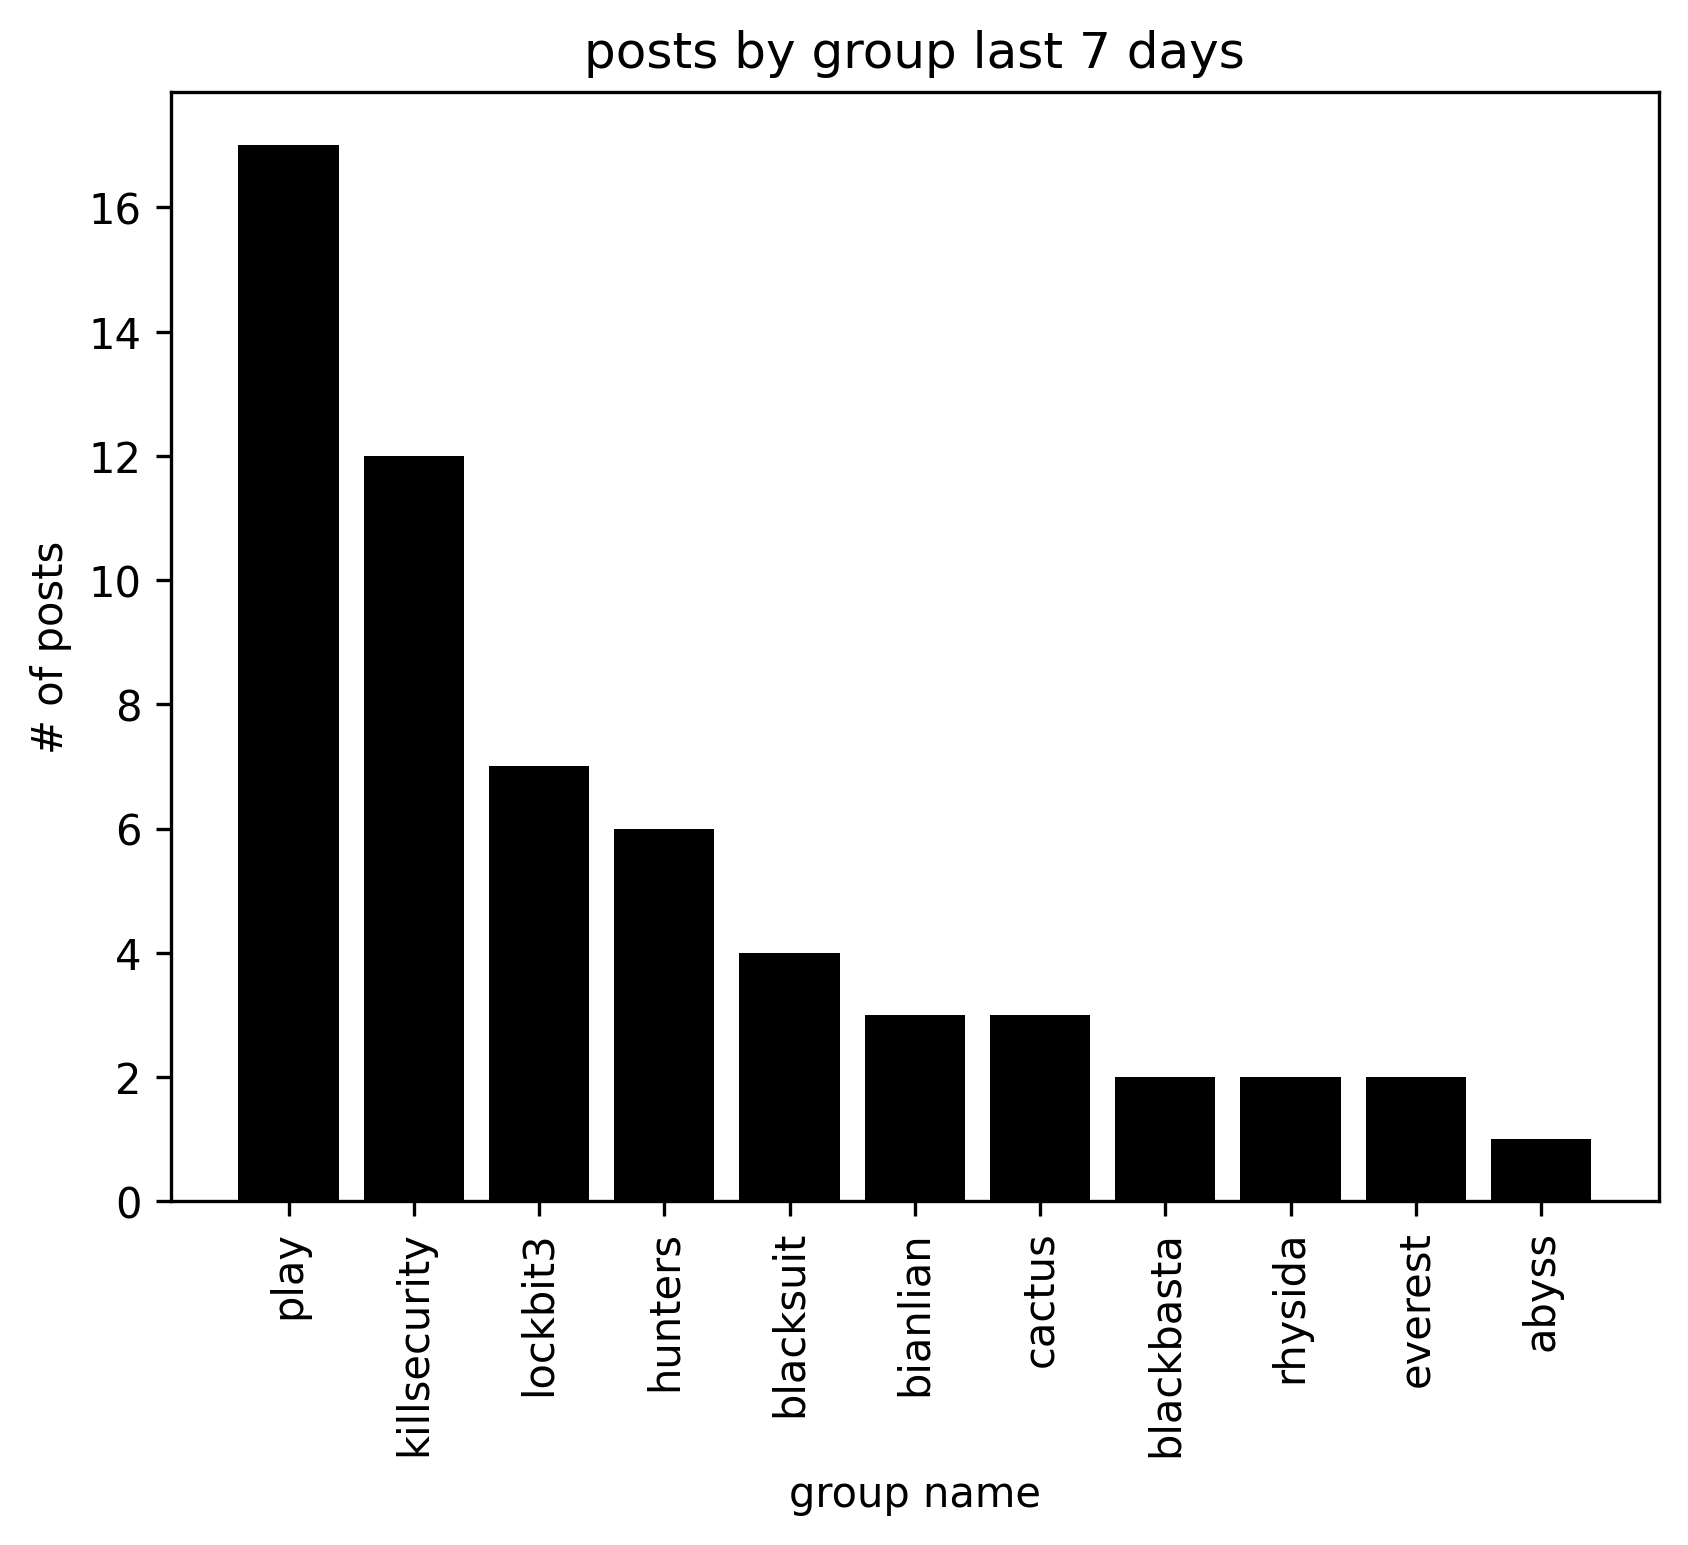 posts by group last 7 days
# of posts
16
14
12
10
8
6
4
2
0
play
killsecurity
lockbit3
hunters
blacksuit
bianlian
cactus
blackbasta
rhysida
everest
abyss
group name